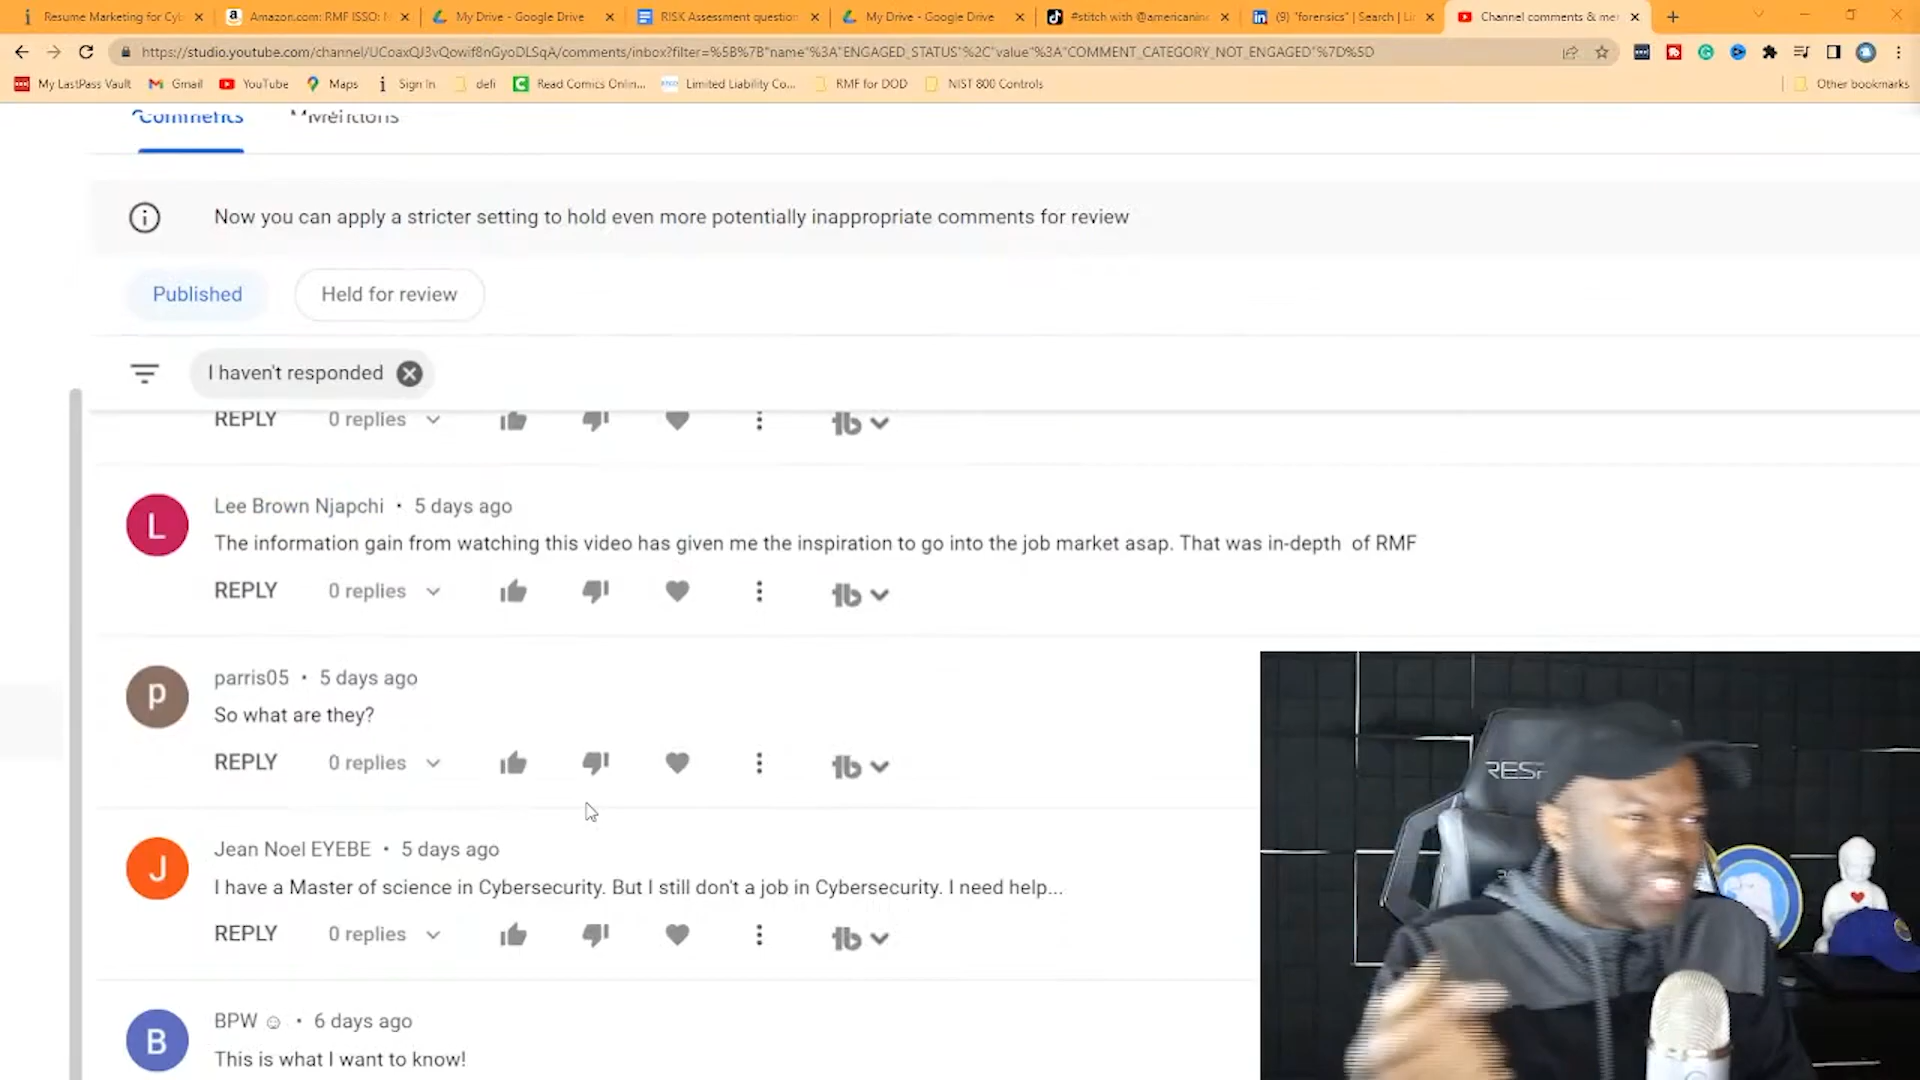 Resume Marketing for Cyb
Amazon.com: RMF ISSO: N
My Drive - Google Drive
RISK Assessment question
My Drive - Google Drive
#stitch with @americanin
(9) "forensics" | Search | Li
Channel comments & me
https://studio.youtube.com/channel/UCoaxQJ3vQowif8nGyoDLSqA/comments/inbox?filter=%5B%7B"name"%3A"ENGAGED_STATUS"%2C"value"%3A"COMMENT_CATEGORY_NOT_ENGAGED"%7D%5D
My LastPass Vault
Gmail
YouTube
Maps
Sign In
defi
Read Comics Onlin...
Limited Liability Co...
RMF for DOD
NIST 800 Controls
Other bookmarks
Comments
Mentions
Now you can apply a stricter setting to hold even more potentially inappropriate comments for review
Published
Held for review
I haven't responded
REPLY 0 replies
L
Lee Brown Njapchi • 5 days ago
The information gain from watching this video has given me the inspiration to go into the job market asap. That was in-depth of RMF
REPLY 0 replies
p
parris05 • 5 days ago
So what are they?
REPLY 0 replies
J
Jean Noel EYEBE • 5 days ago
I have a Master of science in Cybersecurity. But I still don't a job in Cybersecurity. I need help...
REPLY 0 replies
B
BPW ☺ • 6 days ago
This is what I want to know!